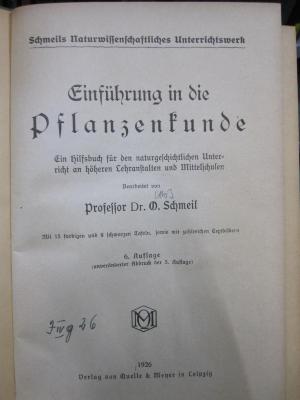 Schmeils Naturwissenschaftliches Unterrichtswerk
Einführung in die
Pflanzenkunde
Ein Hilfsbuch für den naturgeschichtlichen Unter-
richt an höheren Lehranstalten und Mittelschulen
Bearbeitet von
Professor Dr. O. Schmeil
Mit 15 farbigen und 8 schwarzen Tafeln, sowie mit zahlreichen Textbildern
6. Auflage
(unveränderter Abdruck der 5. Auflage)
1926
Verlag von Quelle & Meyer in Leipzig